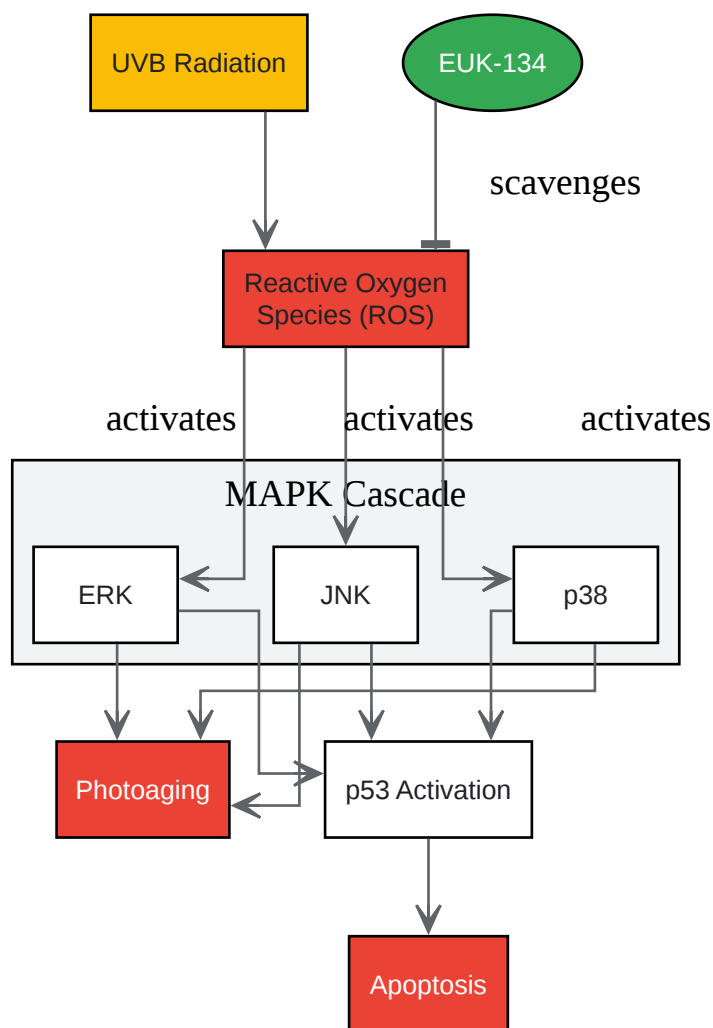 UVB Radiation
EUK-134
scavenges
Reactive Oxygen
Species (ROS)
activates
activates
activates
MAPK Cascade
ERK
JNK
p38
Photoaging
p53 Activation
Apoptosis